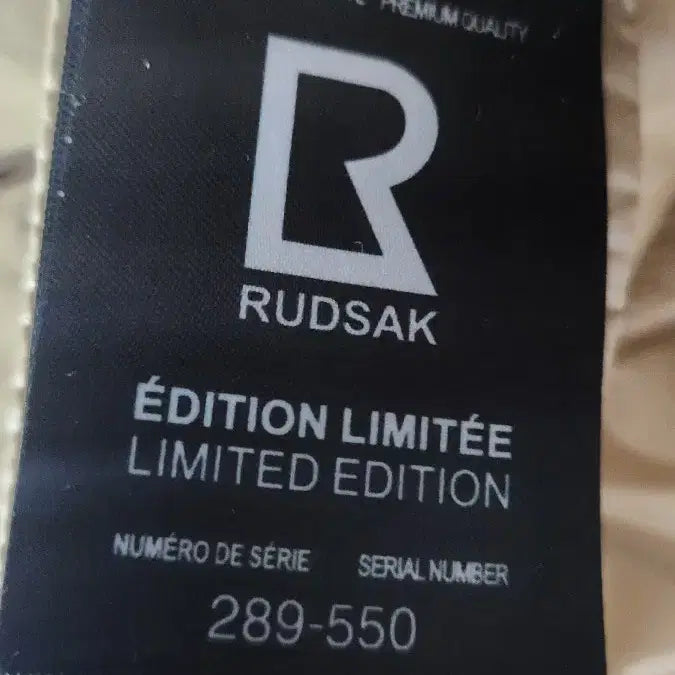 PREMIUM QUALITY
RUDSAK
ÉDITION LIMITÉE
LIMITED EDITION
NUMÉRO DE SÉRIE SERIAL NUMBER
289-550